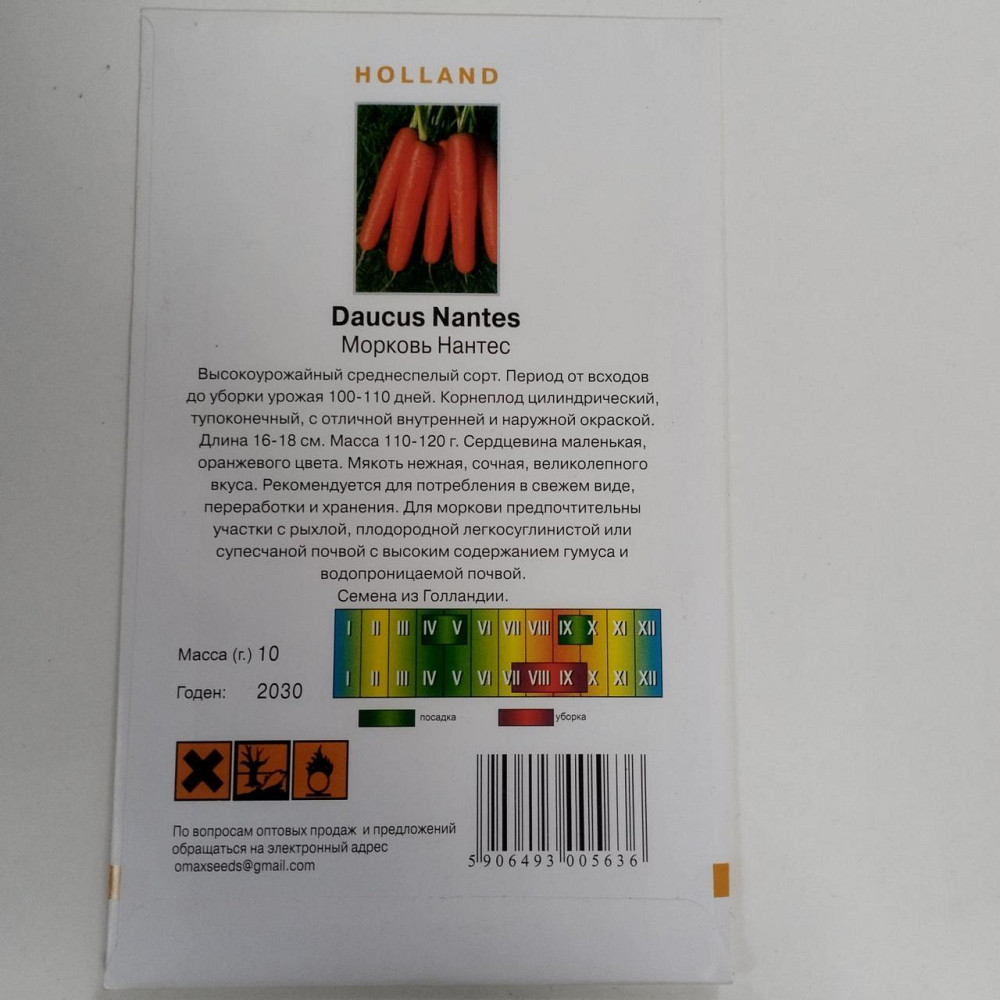 HOLLAND
Daucus Nantes
Морковь Нантес
Высокоурожайный среднеспелый сорт. Период от всходов
до уборки урожая 100-110 дней. Корнеплод цилиндрический,
тупоконечный, с отличной внутренней и наружной окраской.
Длина 16-18 см. Масса 110-120 г. Сердцевина маленькая,
оранжевого цвета. Мякоть нежная, сочная, великолепного
вкуса. Рекомендуется для потребления в свежем виде,
переработки и хранения. Для моркови предпочтительны
участки с рыхлой, плодородной легкосуглинистой или
супесчаной почвой с высоким содержанием гумуса и
водопроницаемой почвой.
Семена из Голландии.
I II III IV V VI VII VIII IX X XI XII
Масса (г.) 10
I II III IV V VI VII VIII IX X XI XII
Годен: 2030
посадка уборка
По вопросам оптовых продаж и предложений
обращаться на электронный адрес
omaxseeds@gmail.com
5 906493 005636